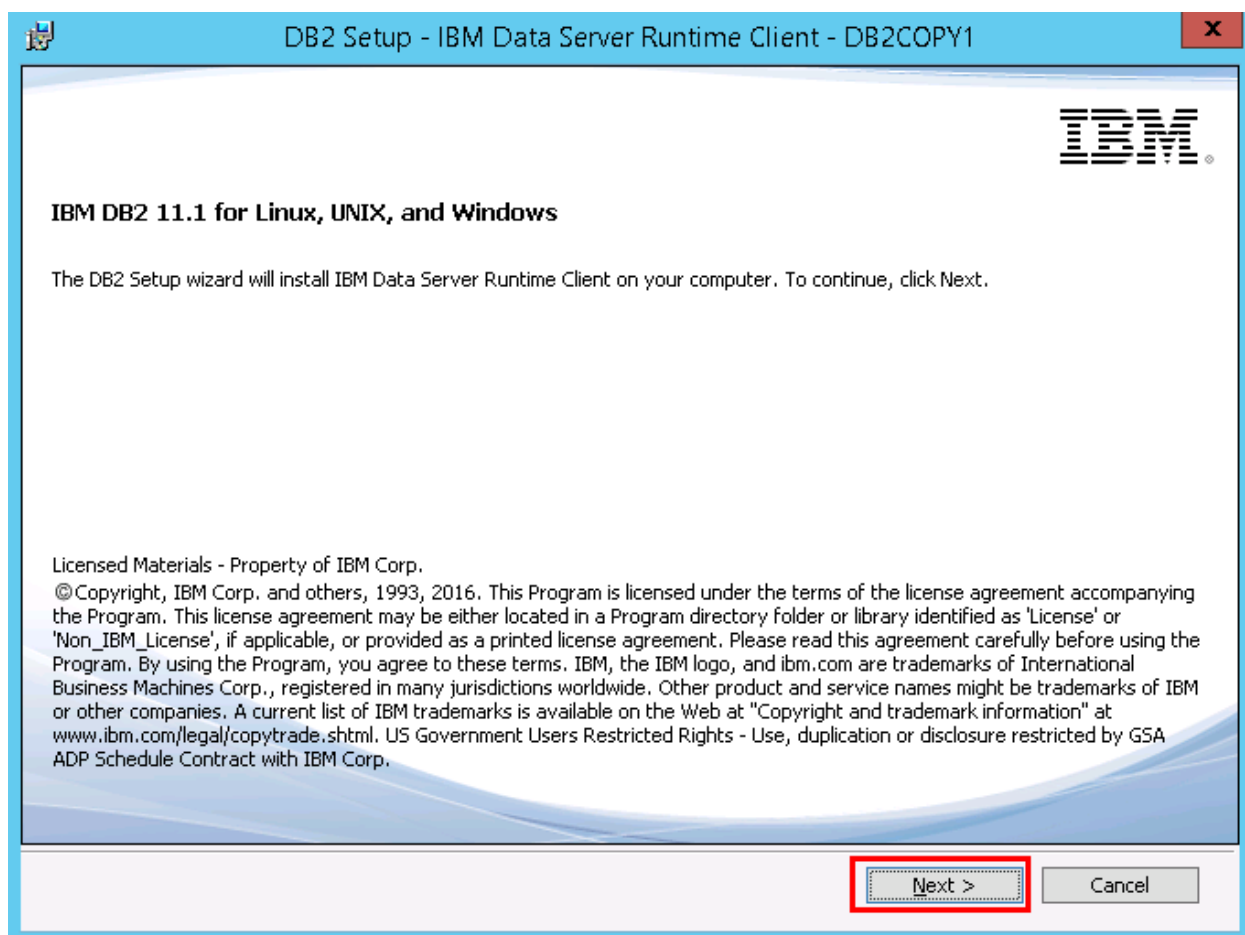 DB2 Setup - IBM Data Server Runtime Client - DB2COPY1
x
IBM®
IBM DB2 11.1 for Linux, UNIX, and Windows
The DB2 Setup wizard will install IBM Data Server Runtime Client on your computer. To continue, click Next.
Licensed Materials - Property of IBM Corp.
©Copyright, IBM Corp. and others, 1993, 2016. This Program is licensed under the terms of the license agreement accompanying
the Program. This license agreement may be either located in a Program directory folder or library identified as 'License' or
'Non_IBM_License', if applicable, or provided as a printed license agreement. Please read this agreement carefully before using the
Program. By using the Program, you agree to these terms. IBM, the IBM logo, and ibm.com are trademarks of International
Business Machines Corp., registered in many jurisdictions worldwide. Other product and service names might be trademarks of IBM
or other companies. A current list of IBM trademarks is available on the Web at "Copyright and trademark information" at
www.ibm.com/legal/copytrade.shtml. US Government Users Restricted Rights - Use, duplication or disclosure restricted by GSA
ADP Schedule Contract with IBM Corp.
Next > Cancel